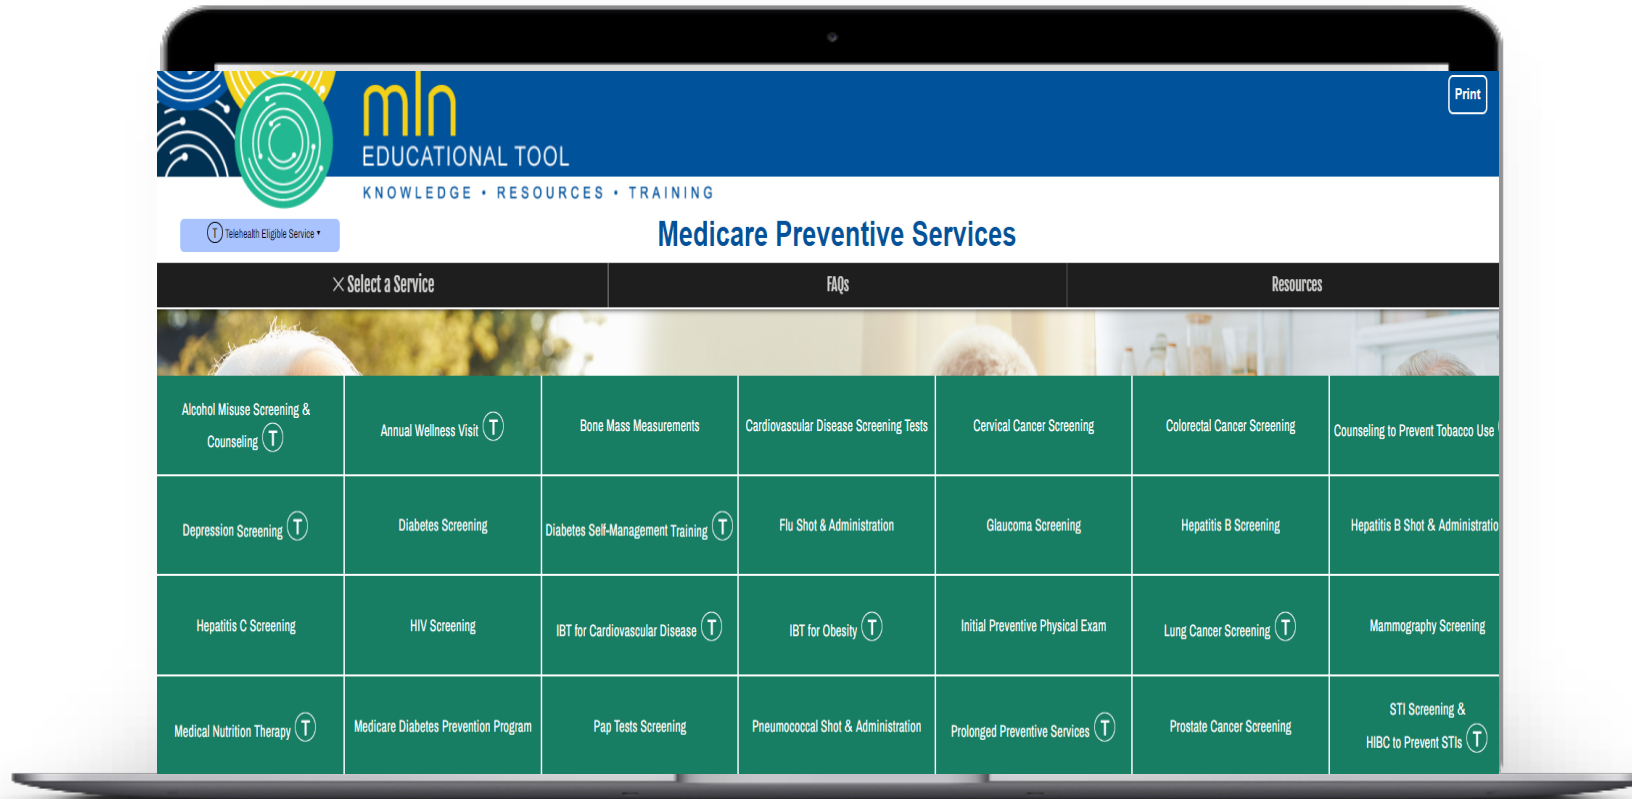 mln
EDUCATIONAL TOOL
KNOWLEDGE • RESOURCES • TRAINING
Print
T Telehealth Eligible Service
Medicare Preventive Services
Select a Service
FAQs
Resources
Alcohol Misuse Screening &
Counseling T
Annual Wellness Visit T
Bone Mass Measurements
Cardiovascular Disease Screening Tests
Cervical Cancer Screening
Colorectal Cancer Screening
Counseling to Prevent Tobacco Use
Depression Screening T
Diabetes Screening
Diabetes Self-Management Training T
Flu Shot & Administration
Glaucoma Screening
Hepatitis B Screening
Hepatitis B Shot & Administratio
Hepatitis C Screening
HIV Screening
IBT for Cardiovascular Disease T
IBT for Obesity T
Initial Preventive Physical Exam
Lung Cancer Screening T
Mammography Screening
Medical Nutrition Therapy T
Medicare Diabetes Prevention Program
Pap Tests Screening
Pneumococcal Shot & Administration
Prolonged Preventive Services T
Prostate Cancer Screening
STI Screening &
HIBC to Prevent STIs T